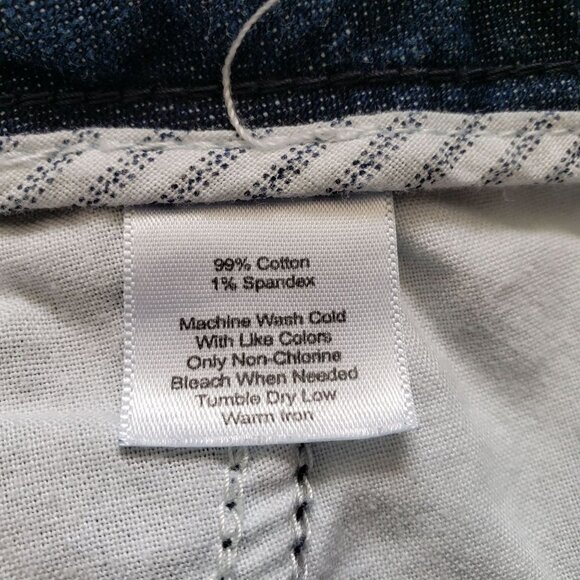 99% Cotton
1% Spandex
Machine Wash Cold
With Like Colors
Only Non-Chlorine
Bleach When Needed
Tumble Dry Low
Warm Iron